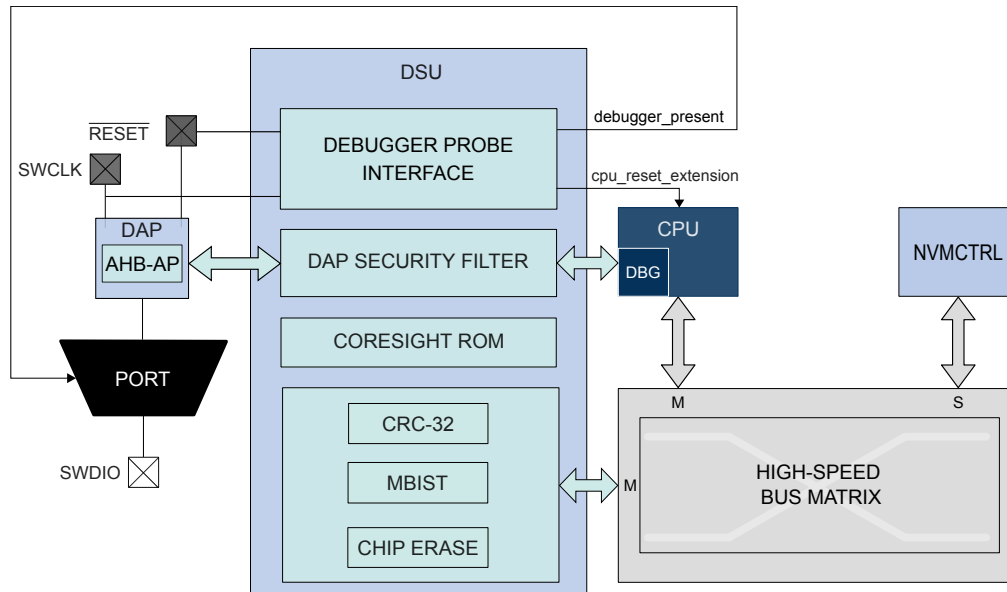 DSU
debugger_present
RESET
DEBUGGER PROBE
INTERFACE
SWCLK
cpu_reset_extension
DAP
CPU
AHB-AP
DAP SECURITY FILTER
DBG
NVMCTRL
CORESIGHT ROM
PORT
M
S
CRC-32
SWDIO
MBIST
M
HIGH-SPEED
BUS MATRIX
CHIP ERASE